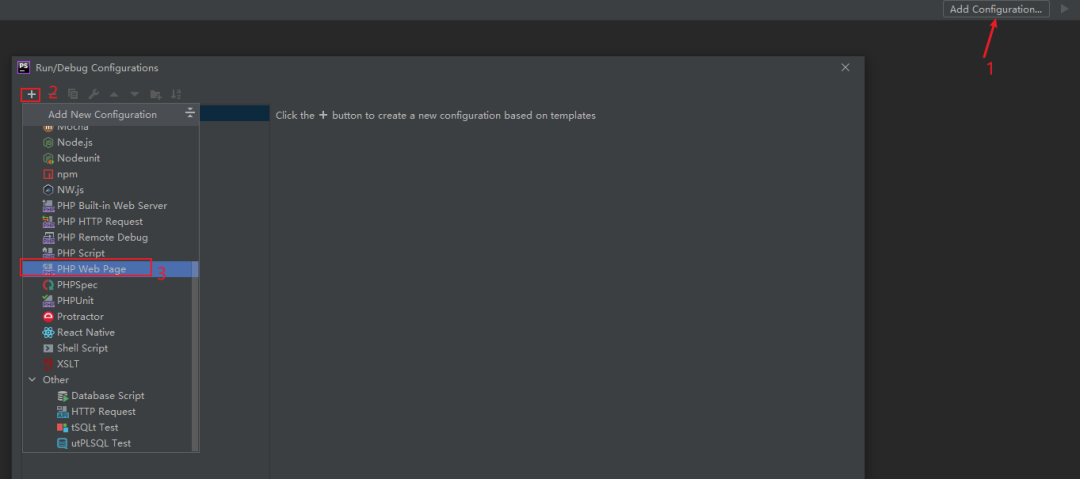 Add Configuration...
1
PS
Run/Debug Configurations
2
Add New Configuration
Click the + button to create a new configuration based on templates
Mocha
Node.js
Nodeunit
npm
NW.js
PHP Built-in Web Server
PHP HTTP Request
PHP Remote Debug
PHP Script
PHP Web Page
3
PHPSpec
PHPUnit
Protractor
React Native
Shell Script
XSLT
Other
Database Script
HTTP Request
tSQLt Test
utPLSQL Test